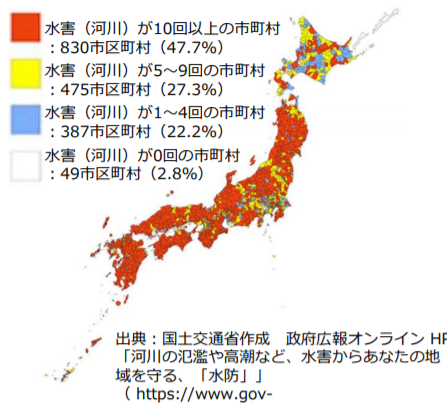 水害（河川）が10回以上の市町村
：830市区町村（47.7%）
水害（河川）が5～9回の市町村
：475市区町村（27.3%）
水害（河川）が1～4回の市町村
：387市区町村（22.2%）
水害（河川）が0回の市町村
：49市区町村（2.8%）
出典：国土交通省作成　政府広報オンライン HP
「河川の氾濫や高潮など、水害からあなたの地
域を守る、「水防」」
（ https://www.gov-